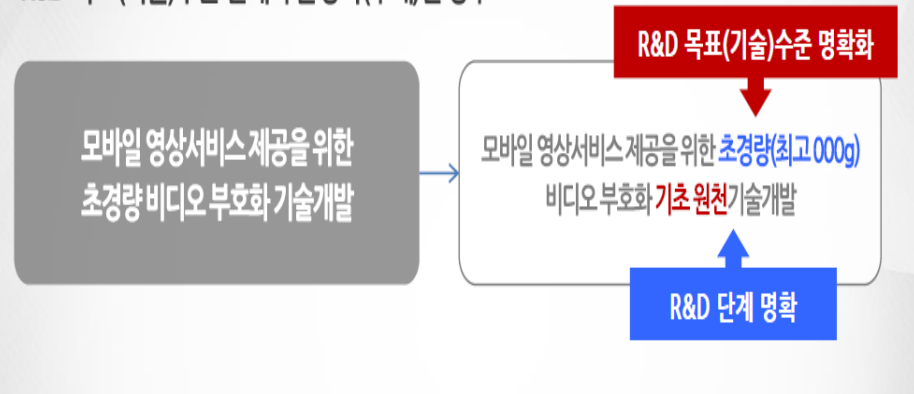 R&D 목표(기술)수준 명확화
모바일 영상서비스 제공을 위한
초경량 비디오 부호화 기술개발
모바일 영상서비스 제공을 위한 초경량(최고 000g)
비디오 부호화 기초 원천기술개발
R&D 단계 명확